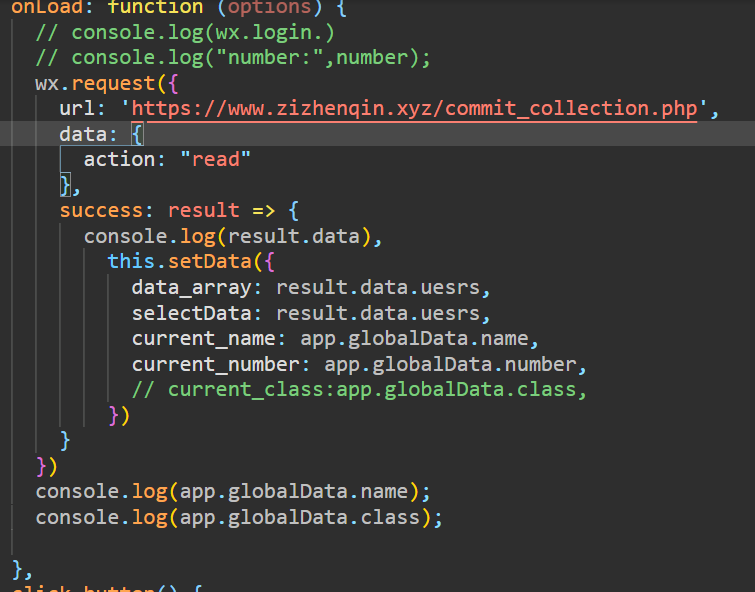 onLoad: function (options) {
// console.log(wx.login.)
// console.log("number:",number);
wx.request({
url: 'https://www.zizhenqin.xyz/commit_collection.php',
data: {
action: "read"
},
success: result => {
console.log(result.data),
this.setData({
data_array: result.data.uesrs,
selectData: result.data.uesrs,
current_name: app.globalData.name,
current_number: app.globalData.number,
// current_class:app.globalData.class,
})
}
})
console.log(app.globalData.name);
console.log(app.globalData.class);
},
click_button() {